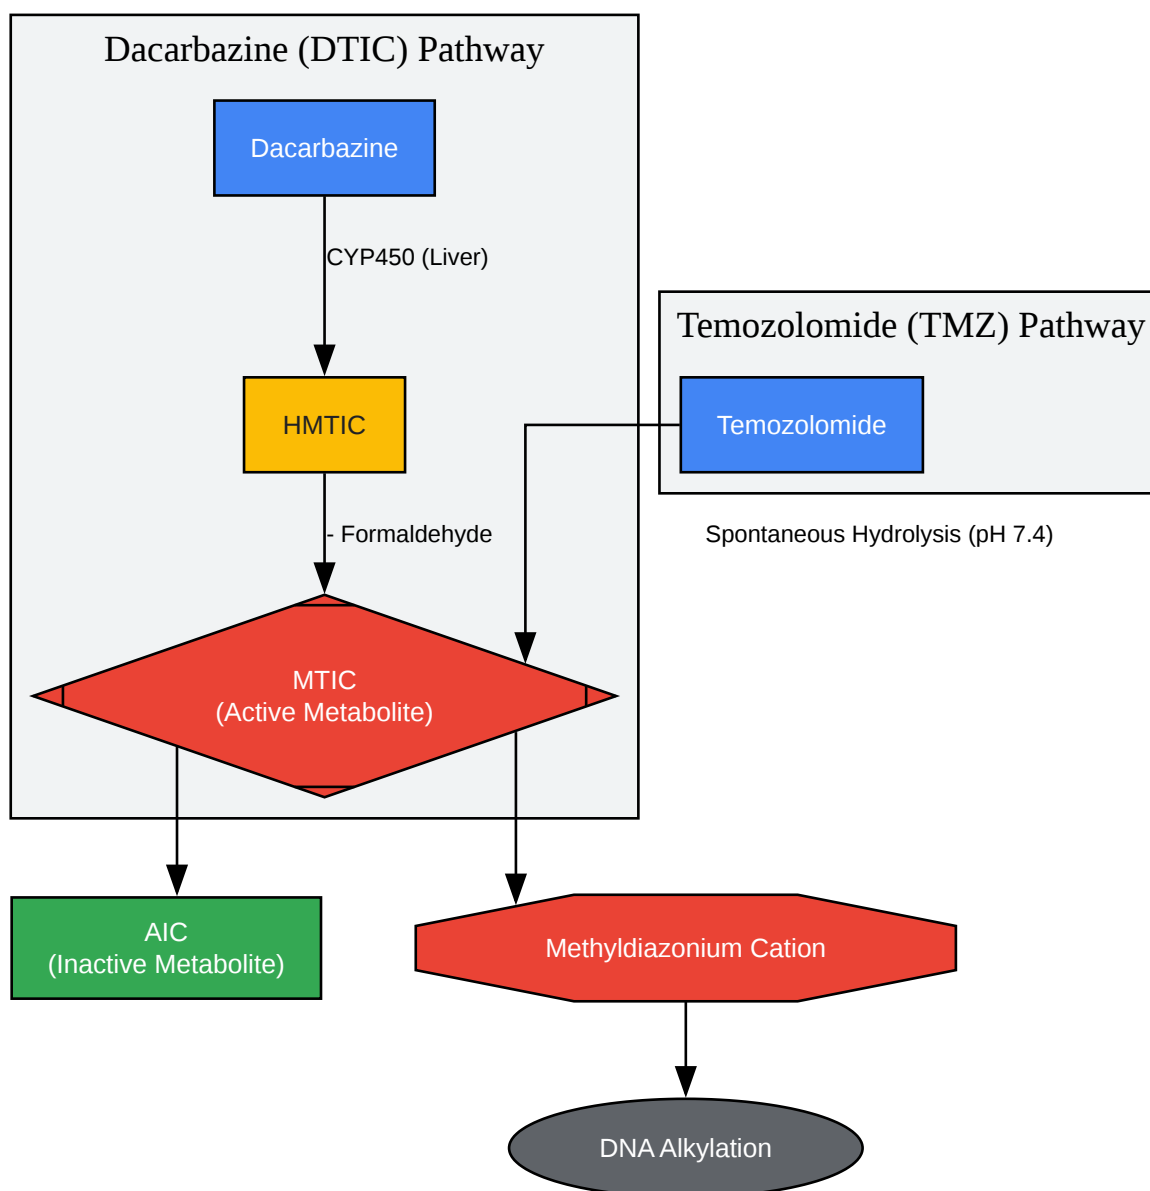 Dacarbazine (DTIC) Pathway
Dacarbazine
CYP450 (Liver)
Temozolomide (TMZ) Pathway
HMTIC
Temozolomide
- Formaldehyde
Spontaneous Hydrolysis (pH 7.4)
MTIC
(Active Metabolite)
AIC
(Inactive Metabolite)
Methyldiazonium Cation
DNA Alkylation